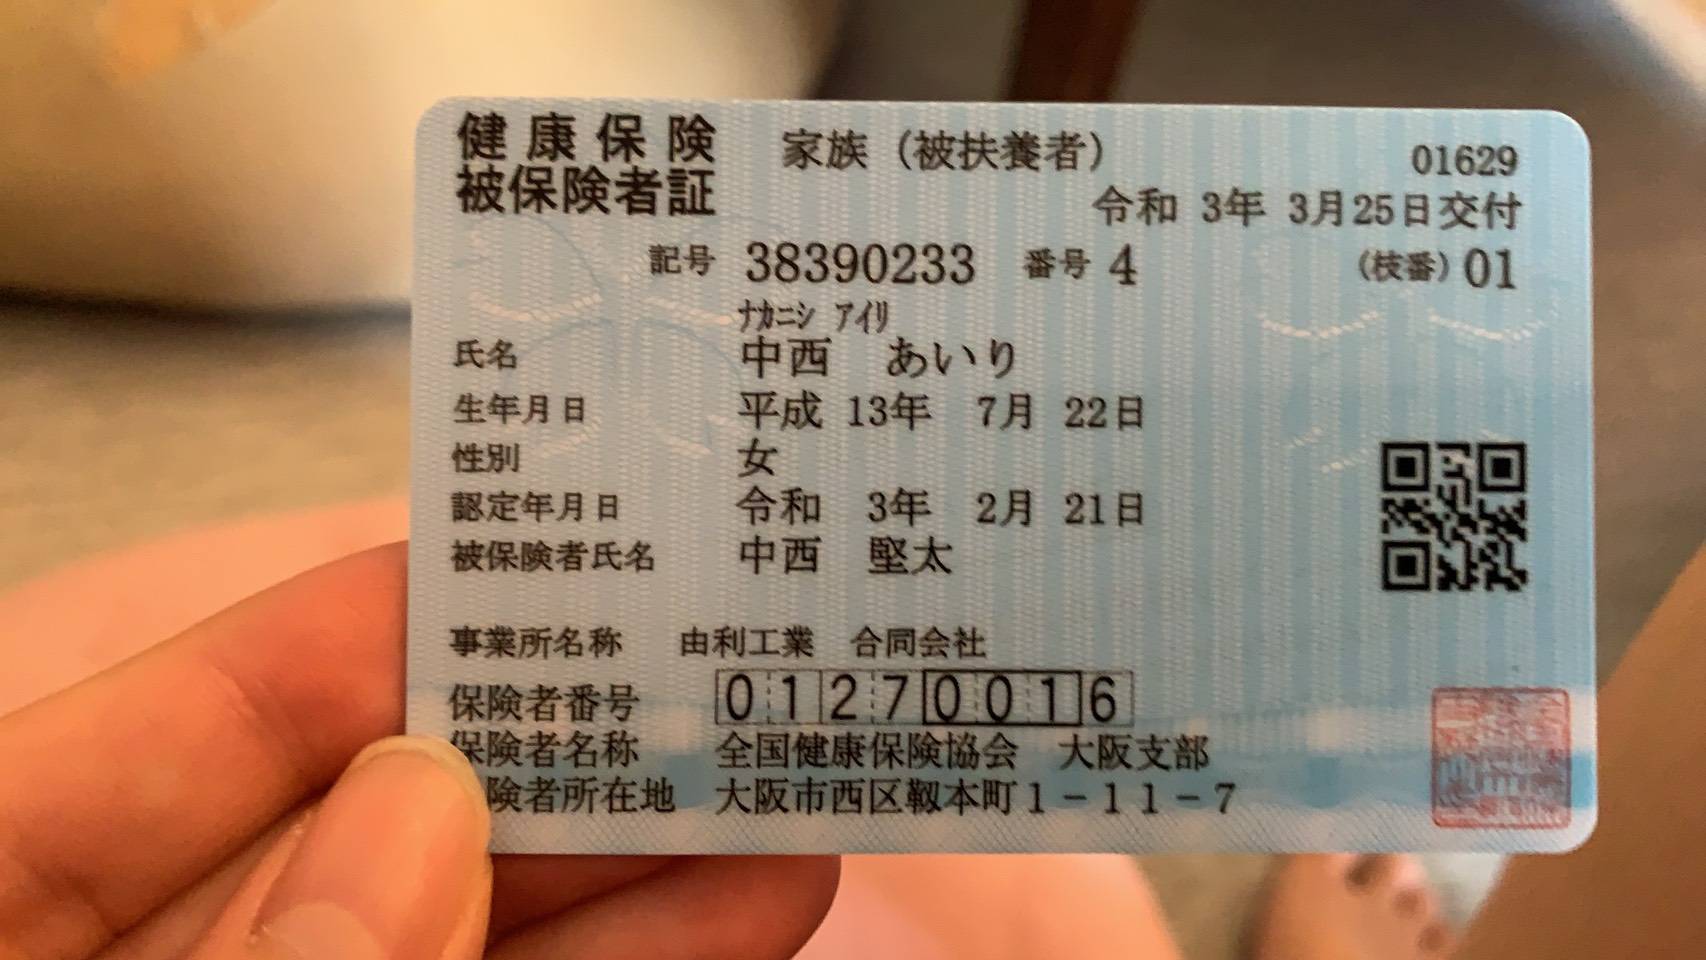 健康保険 家族（被扶養者） 01629
被保険者証 令和 3年 3月25日交付
記号 38390233 番号 4 (枝番) 01
ﾅｶﾆｼ ｱｲﾘ
氏名 中西 あいり
生年月日 平成 13年 7月 22日
性別 女
認定年月日 令和 3年 2月 21日
被保険者氏名 中西 堅太
事業所名称 由利工業 合同会社
保険者番号 01270016
保険者名称 全国健康保険協会 大阪支部
険者所在地 大阪市西区靱本町1－11－7